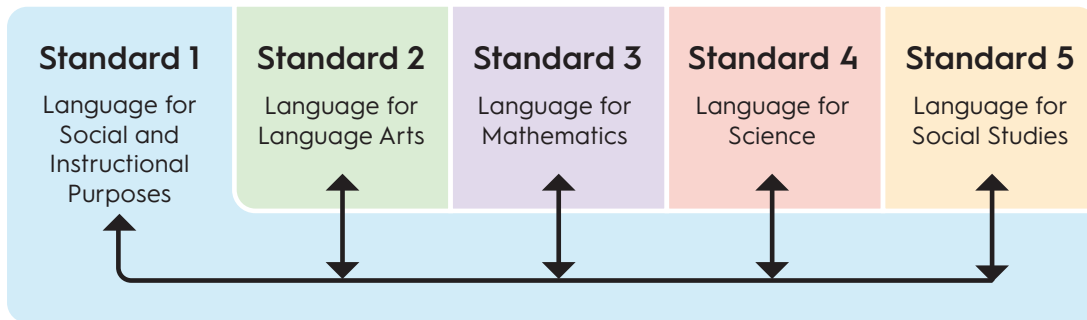 Standard 1
Language for
Social and
Instructional
Purposes
Standard 2
Language for
Language Arts
Standard 3
Language for
Mathematics
Standard 4
Language for
Science
Standard 5
Language for
Social Studies